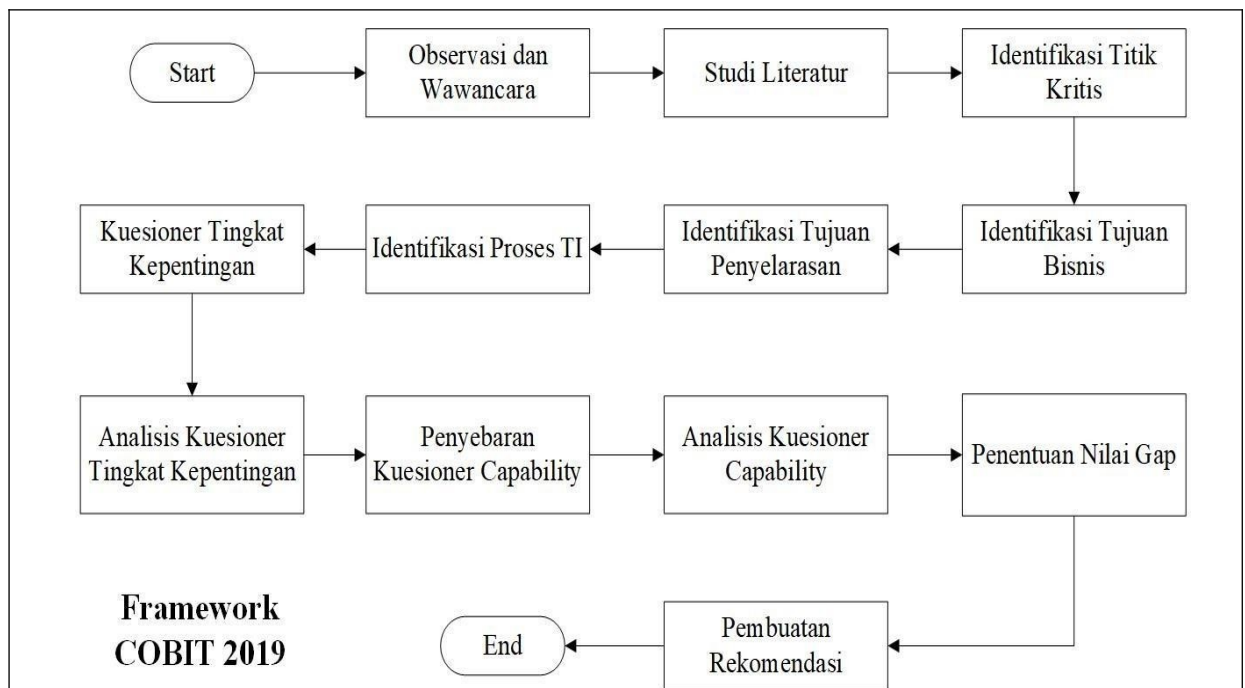 Start
Observasi dan
Wawancara
Studi Literatur
Identifikasi Titik
Kritis
Identifikasi Tujuan
Bisnis
Identifikasi Tujuan
Penyelarasan
Identifikasi Proses TI
Kuesioner Tingkat
Kepentingan
Analisis Kuesioner
Tingkat Kepentingan
Penyebaran
Kuesioner Capability
Analisis Kuesioner
Capability
Penentuan Nilai Gap
Pembuatan
Rekomendasi
End
Framework
COBIT 2019